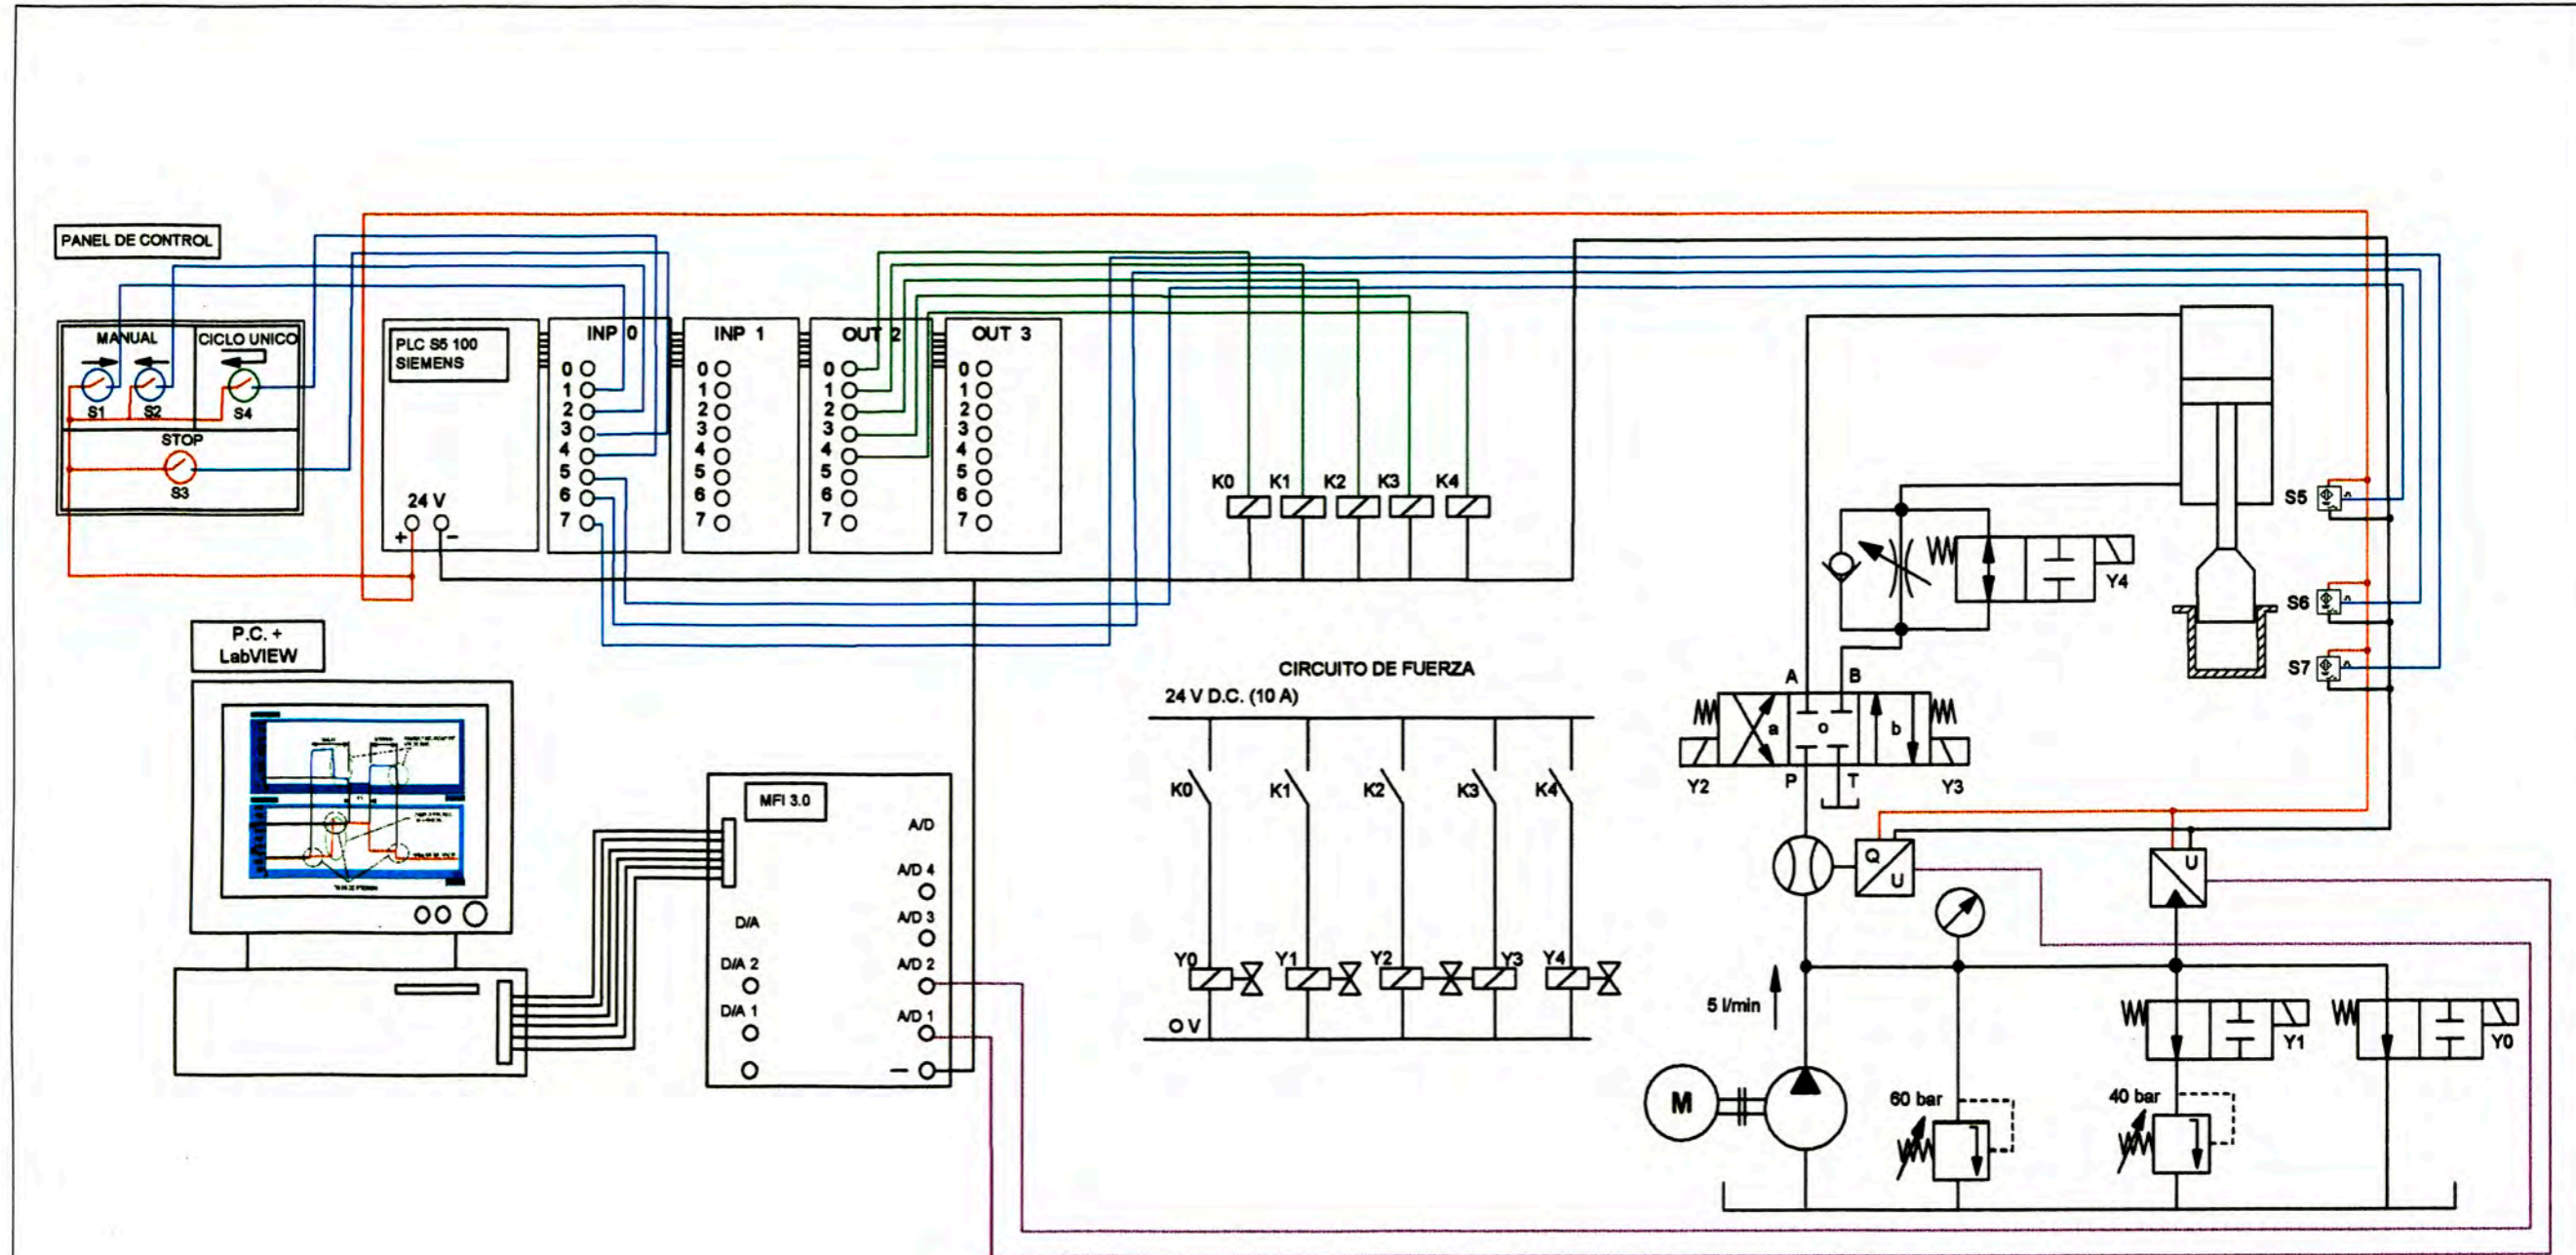 PANEL DE CONTROL
MANUAL
CICLO UNICO
S1
S2
S4
STOP
S3
PLC S5 100
SIEMENS
24 V
+
−
INP 0
0
1
2
3
4
5
6
7
INP 1
0
1
2
3
4
5
6
7
OUT 2
0
1
2
3
4
5
6
7
OUT 3
0
1
2
3
4
5
6
7
K0
K1
K2
K3
K4
S5
S6
S7
Y4
P.C. +
LabVIEW
MFI 3.0
A/D
A/D 4
A/D 3
A/D 2
A/D 1
−
D/A
D/A 2
D/A 1
CIRCUITO DE FUERZA
24 V D.C. (10 A)
K0
K1
K2
K3
K4
Y0
Y1
Y2
Y3
Y4
O V
A
B
a
o
b
Y2
P
T
Y3
Q
U
U
5 l/min
M
60 bar
40 bar
Y1
Y0